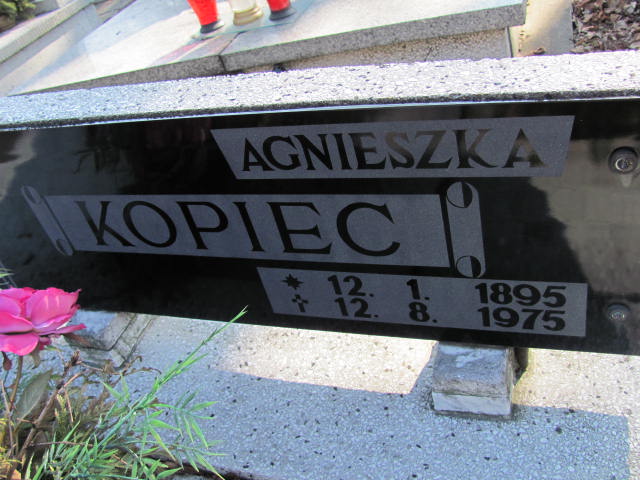 AGNIESZKA
KOPIEC
* 12. 1. 1895
† 12. 8. 1975